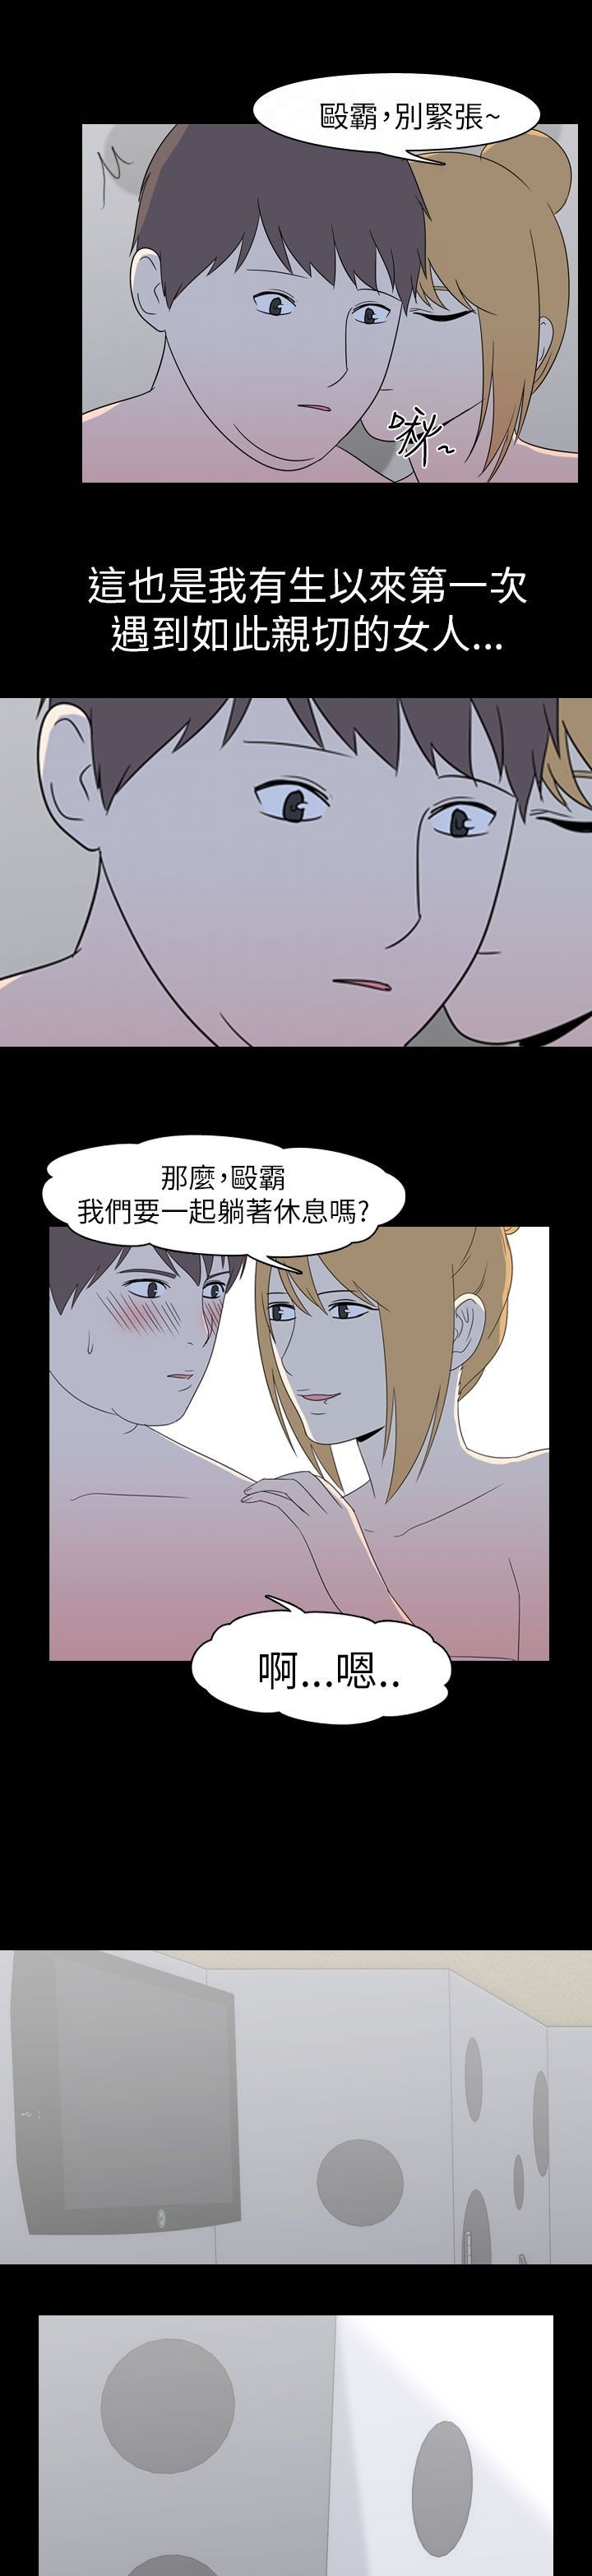 毆霸，別緊張~
啾~
這也是我有生以來第一次
遇到如此親切的女人...
那麼，毆霸
我們要一起躺著休息嗎?
啊...嗯..